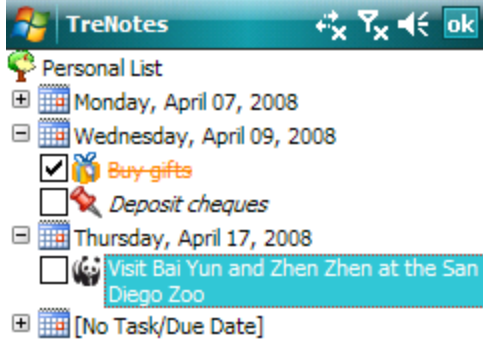 TreNotes ok
Personal List
Monday, April 07, 2008
Wednesday, April 09, 2008
Buy gifts
Deposit cheques
Thursday, April 17, 2008
Visit Bai Yun and Zhen Zhen at the San
Diego Zoo
[No Task/Due Date]